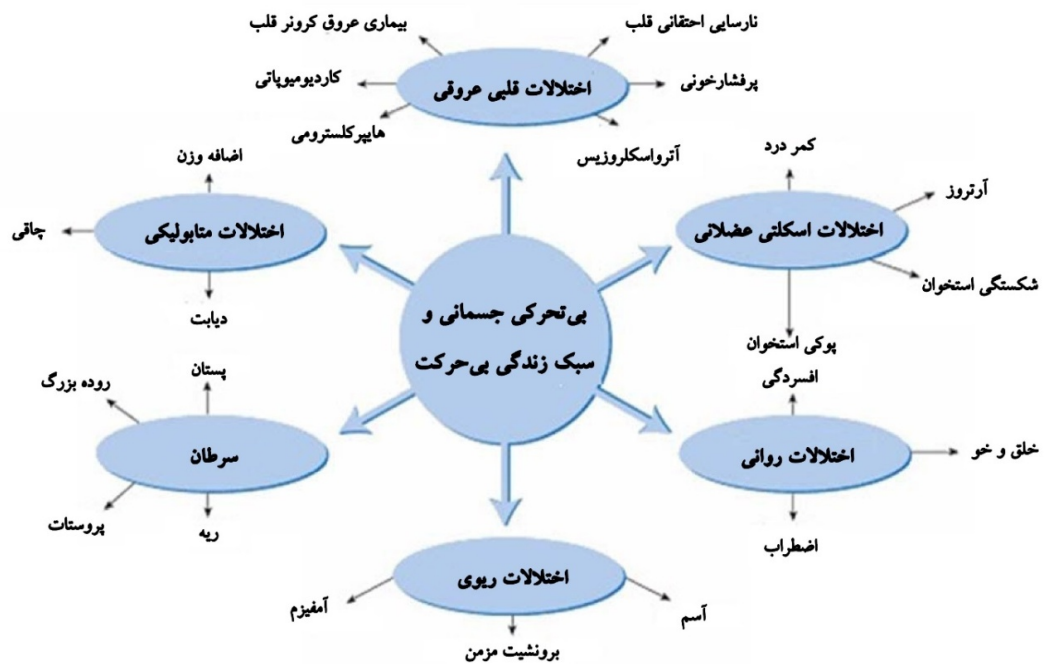 بیماری عروق کرونر قلب
نارسایی احتقانی قلب
کاردیومیوپاتی
اختلالات قلبی عروقی
پرفشارخونی
هایپرکلسترومی
آترواسکلروزیس
کمر درد
آرتروز
اختلالات اسکلتی عضلانی
شکستگی استخوان
پوکی استخوان
اضافه وزن
چاقی
اختلالات متابولیکی
دیابت
بی‌تحرکی جسمانی و
سبک زندگی بی‌حرکت
افسردگی
خلق و خو
اختلالات روانی
اضطراب
پستان
روده بزرگ
سرطان
پروستات
ریه
اختلالات ریوی
آسم
آمفیزم
برونشیت مزمن